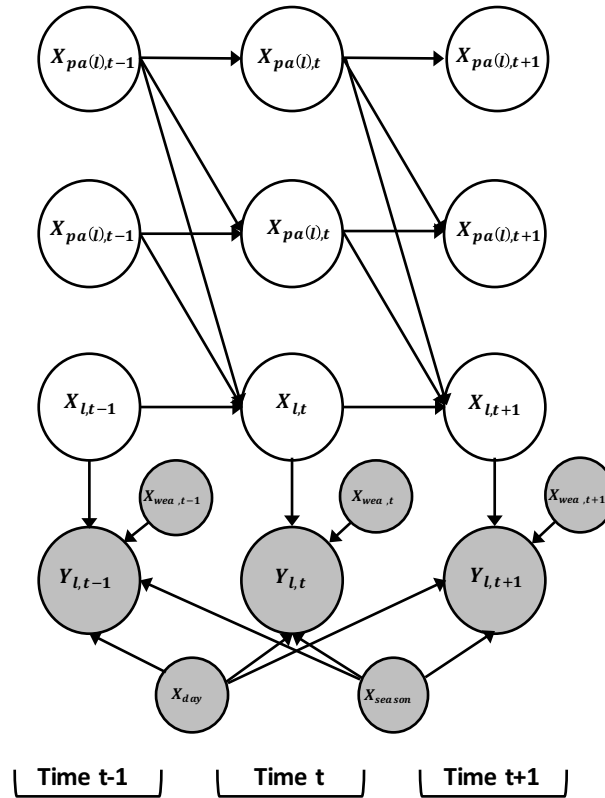 X_{pa(l),t-1} X_{pa(l),t} X_{pa(l),t+1}
X_{pa(l),t-1} X_{pa(l),t} X_{pa(l),t+1}
X_{l,t-1} X_{l,t} X_{l,t+1}
X_{wea,t-1} X_{wea,t} X_{wea,t+1}
Y_{l,t-1} Y_{l,t} Y_{l,t+1}
X_{day} X_{season}
Time t-1 Time t Time t+1